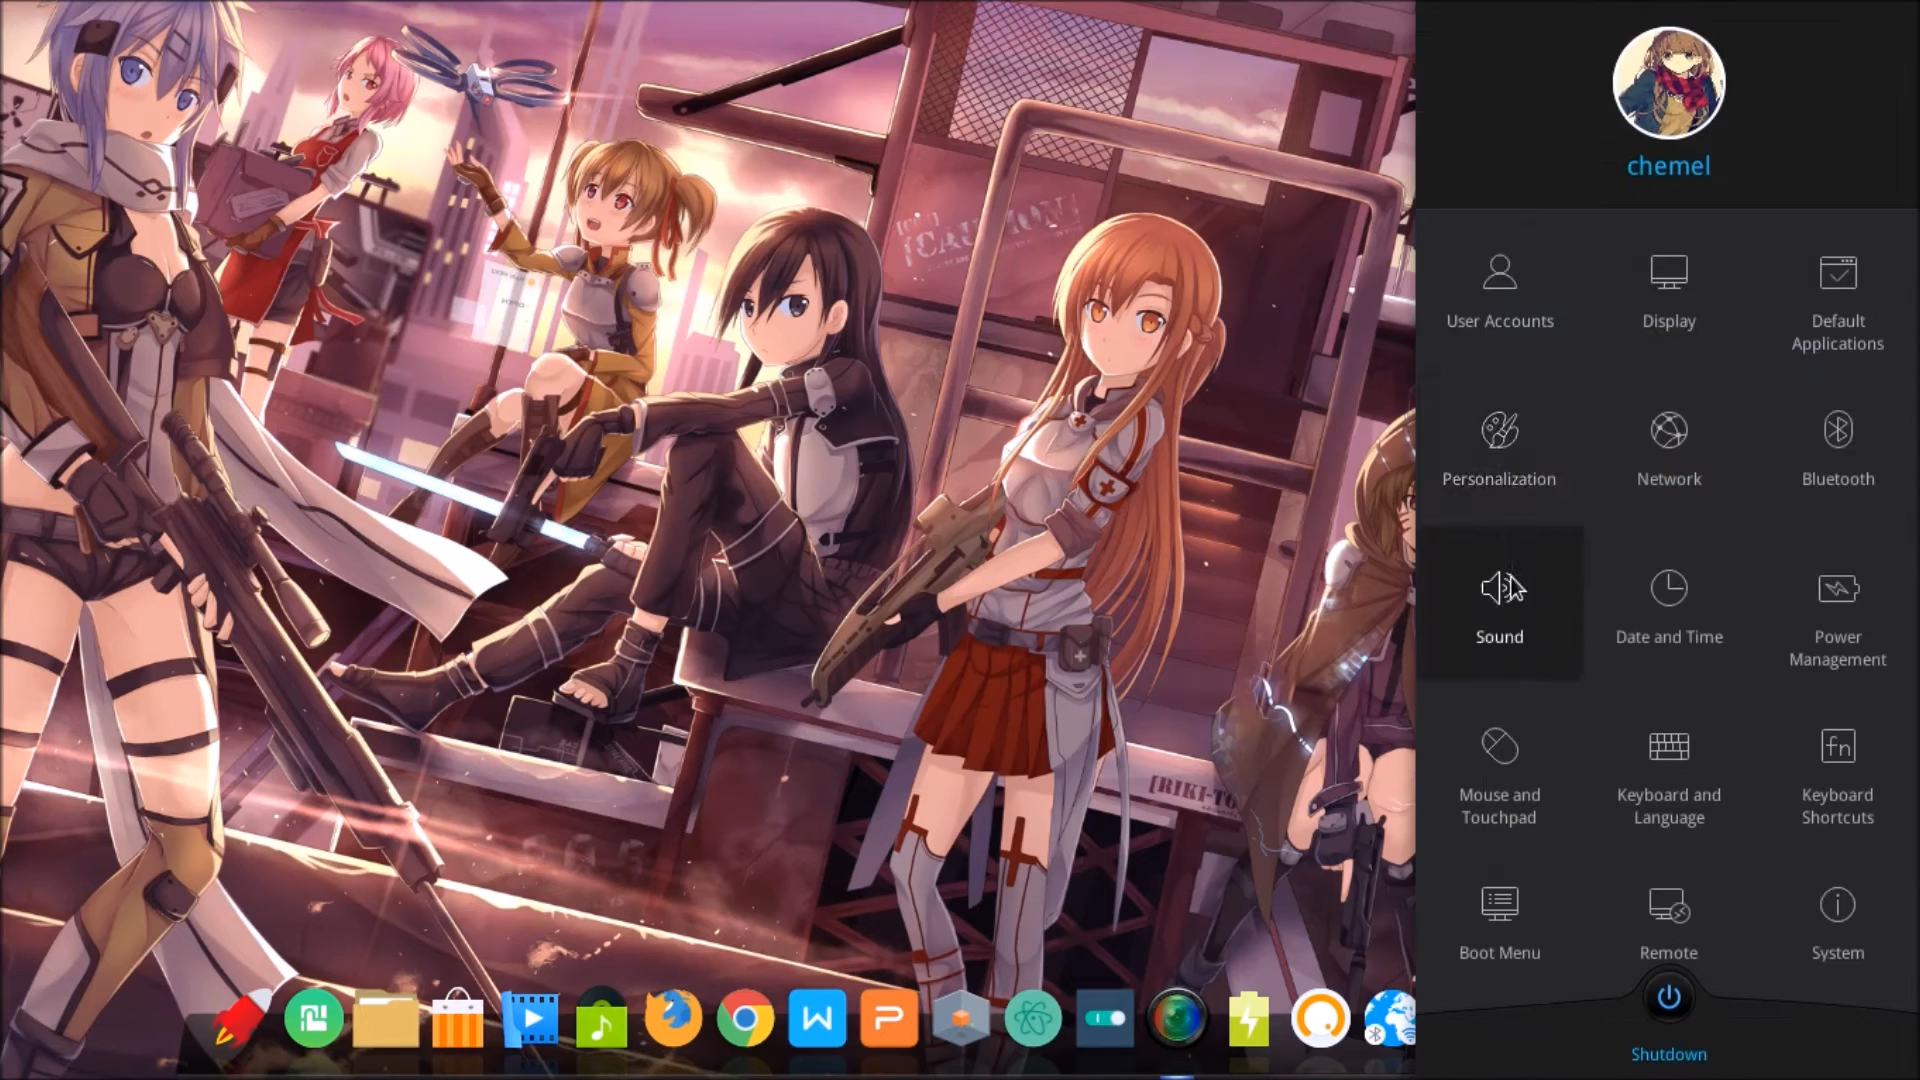 chemel
User Accounts
Display
Default
Applications
Personalization
Network
Bluetooth
Sound
Date and Time
Power
Management
Mouse and
Touchpad
Keyboard and
Language
fn
Keyboard
Shortcuts
Boot Menu
Remote
System
Shutdown
W
P